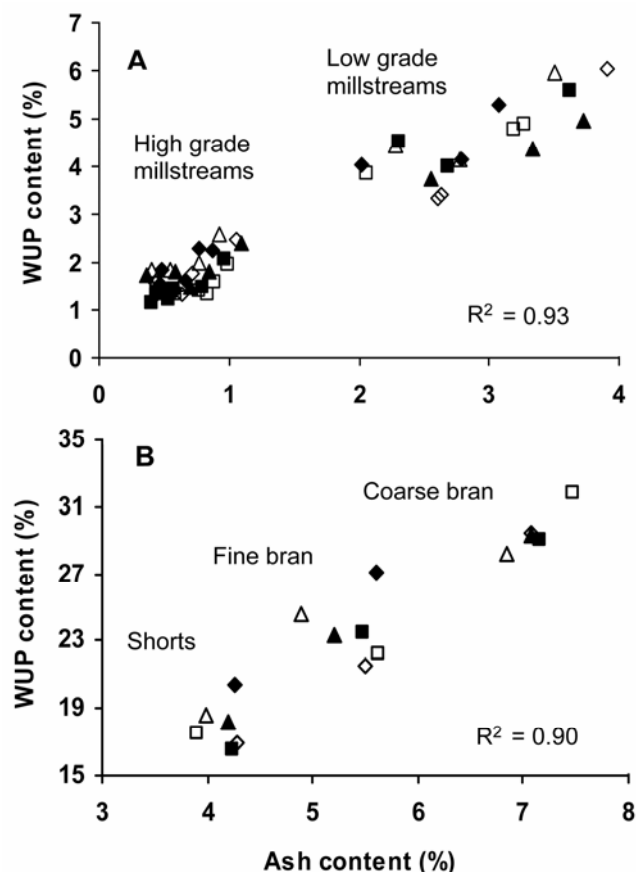 A
Low grade
millstreams
High grade
millstreams
WUP content (%)
7
6
5
4
3
2
1
0
R² = 0.93
0 1 2 3 4
B
Coarse bran
Fine bran
Shorts
WUP content (%)
35
31
27
23
19
15
R² = 0.90
3 4 5 6 7 8
Ash content (%)